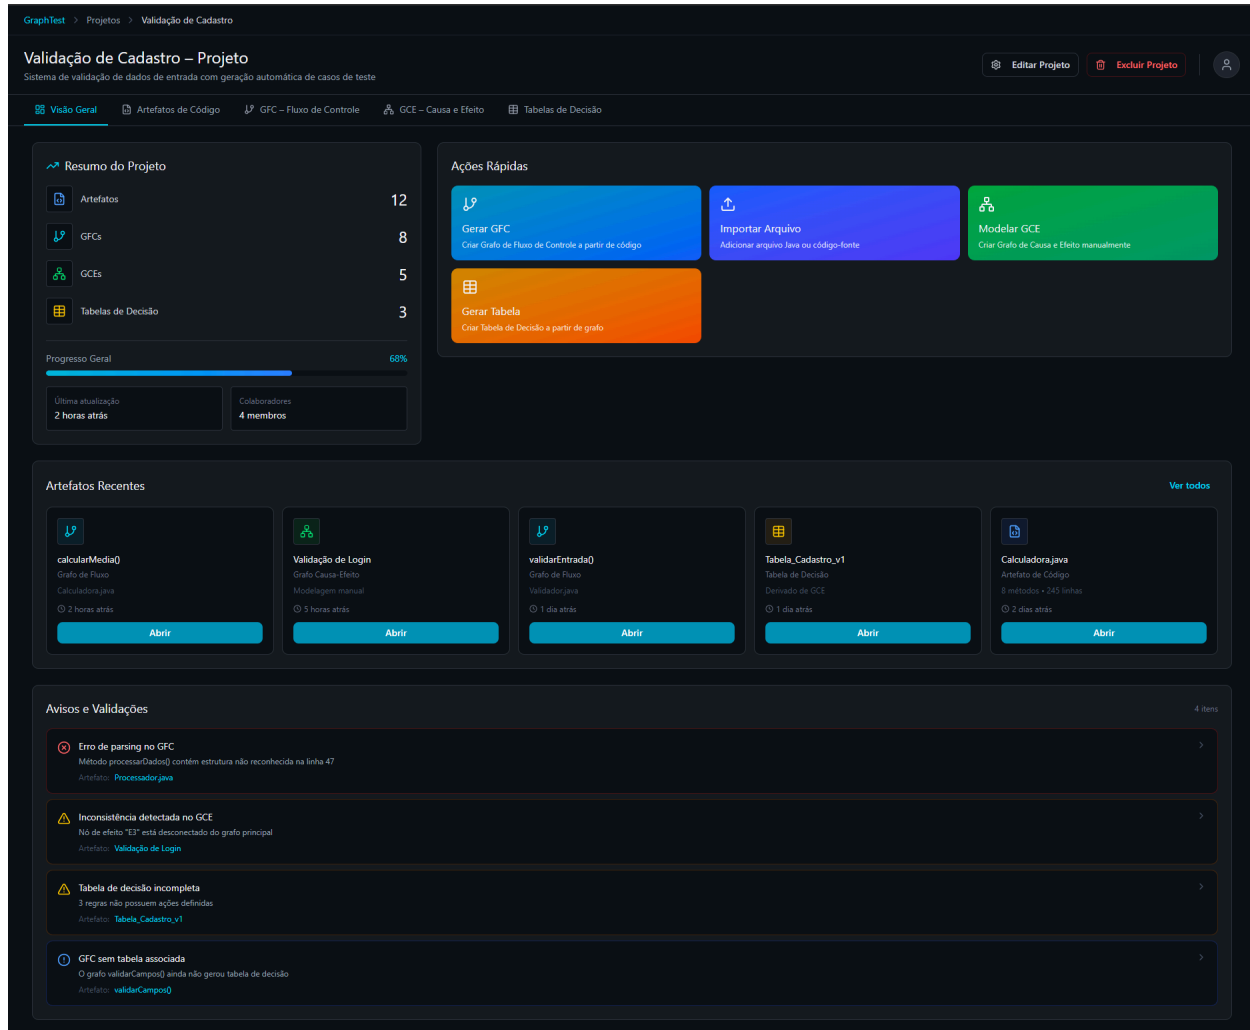 GraphTest > Projetos > Validação de Cadastro
Validação de Cadastro – Projeto
Sistema de validação de dados de entrada com geração automática de casos de teste
Editar Projeto
Excluir Projeto
Visão Geral
Artefatos de Código
GFC – Fluxo de Controle
GCE – Causa e Efeito
Tabelas de Decisão
Resumo do Projeto
Artefatos 12
GFCs 8
GCEs 5
Tabelas de Decisão 3
Progresso Geral 68%
Última atualização
2 horas atrás
Colaboradores
4 membros
Ações Rápidas
Gerar GFC
Criar Grafo de Fluxo de Controle a partir de código
Importar Arquivo
Adicionar arquivo Java ou código-fonte
Modelar GCE
Criar Grafo de Causa e Efeito manualmente
Gerar Tabela
Criar Tabela de Decisão a partir de grafo
Artefatos Recentes
Ver todos
calcularMedia()
Grafo de Fluxo
Calculadora.java
2 horas atrás
Abrir
Validação de Login
Grafo Causa-Efeito
Modelagem manual
5 horas atrás
Abrir
validarEntrada()
Grafo de Fluxo
Validador.java
1 dia atrás
Abrir
Tabela_Cadastro_v1
Tabela de Decisão
Derivado de GCE
1 dia atrás
Abrir
Calculadora.java
Artefato de Código
8 métodos • 245 linhas
2 dias atrás
Abrir
Avisos e Validações
4 itens
Erro de parsing no GFC
Método processarDados() contém estrutura não reconhecida na linha 47
Artefato: Processador.java
Inconsistência detectada no GCE
Nó de efeito "E3" está desconectado do grafo principal
Artefato: Validação de Login
Tabela de decisão incompleta
3 regras não possuem ações definidas
Artefato: Tabela_Cadastro_v1
GFC sem tabela associada
O grafo validarCampos() ainda não gerou tabela de decisão
Artefato: validarCampos()